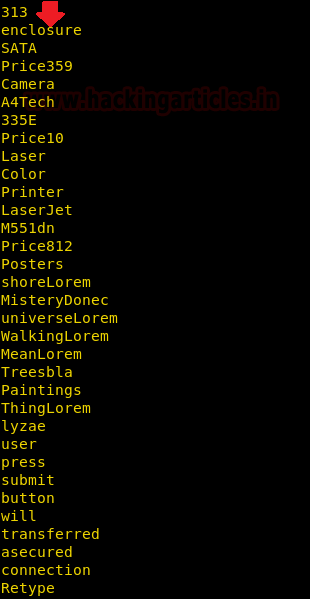 313
enclosure
SATA
Price359
Camera
A4Tech
www.hackingarticles.in
335E
Price10
Laser
Color
Printer
LaserJet
M551dn
Price812
Posters
shoreLorem
MisteryDonec
universeLorem
WalkingLorem
MeanLorem
Treesbla
Paintings
ThingLorem
lyzae
user
press
submit
button
will
transferred
asecured
connection
Retype